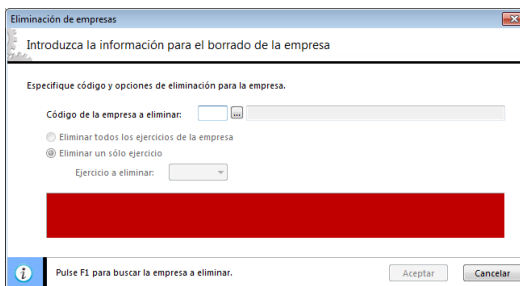 Eliminación de empresas
Introduzca la información para el borrado de la empresa
Especifique código y opciones de eliminación para la empresa.
Código de la empresa a eliminar: ...
Eliminar todos los ejercicios de la empresa
Eliminar un sólo ejercicio
Ejercicio a eliminar:
Pulse F1 para buscar la empresa a eliminar. Aceptar Cancelar